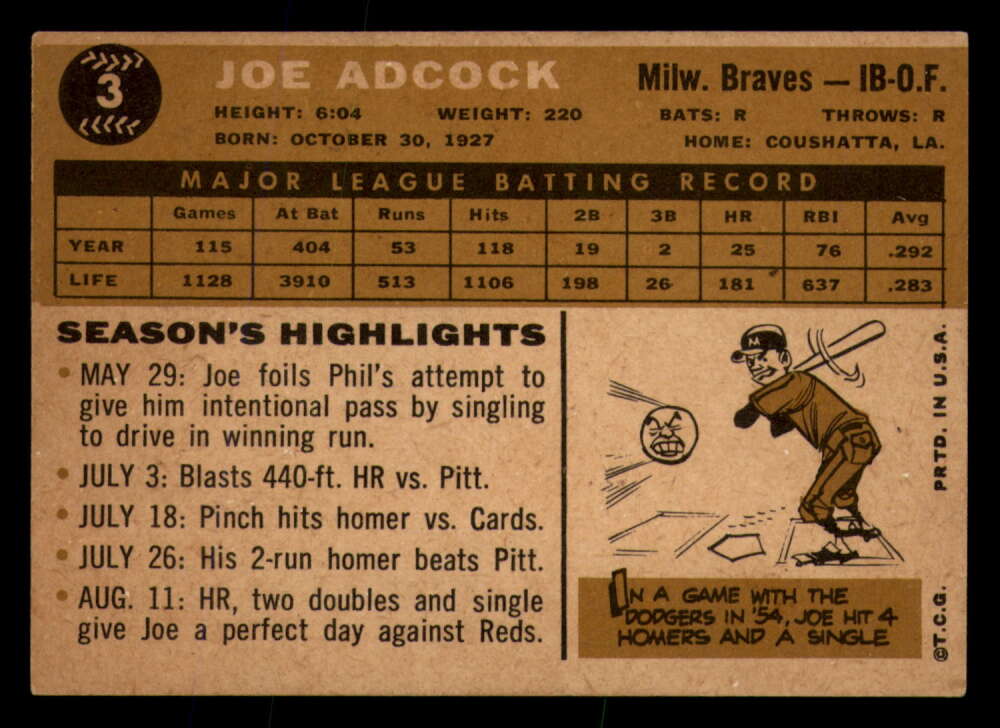 3
JOE ADCOCK
Milw. Braves — IB-O.F.
HEIGHT: 6:04 WEIGHT: 220 BATS: R THROWS: R
BORN: OCTOBER 30, 1927 HOME: COUSHATTA, LA.
MAJOR LEAGUE BATTING RECORD
Games At Bat Runs Hits 2B 3B HR RBI Avg
YEAR 115 404 53 118 19 2 25 76 .292
LIFE 1128 3910 513 1106 198 26 181 637 .283
SEASON'S HIGHLIGHTS
• MAY 29: Joe foils Phil's attempt to
give him intentional pass by singling
to drive in winning run.
• JULY 3: Blasts 440-ft. HR vs. Pitt.
• JULY 18: Pinch hits homer vs. Cards.
• JULY 26: His 2-run homer beats Pitt.
• AUG. 11: HR, two doubles and single
give Joe a perfect day against Reds.
M
IN A GAME WITH THE
DODGERS IN '54, JOE HIT 4
HOMERS AND A SINGLE
©T.C.G. PRTD. IN U.S.A.